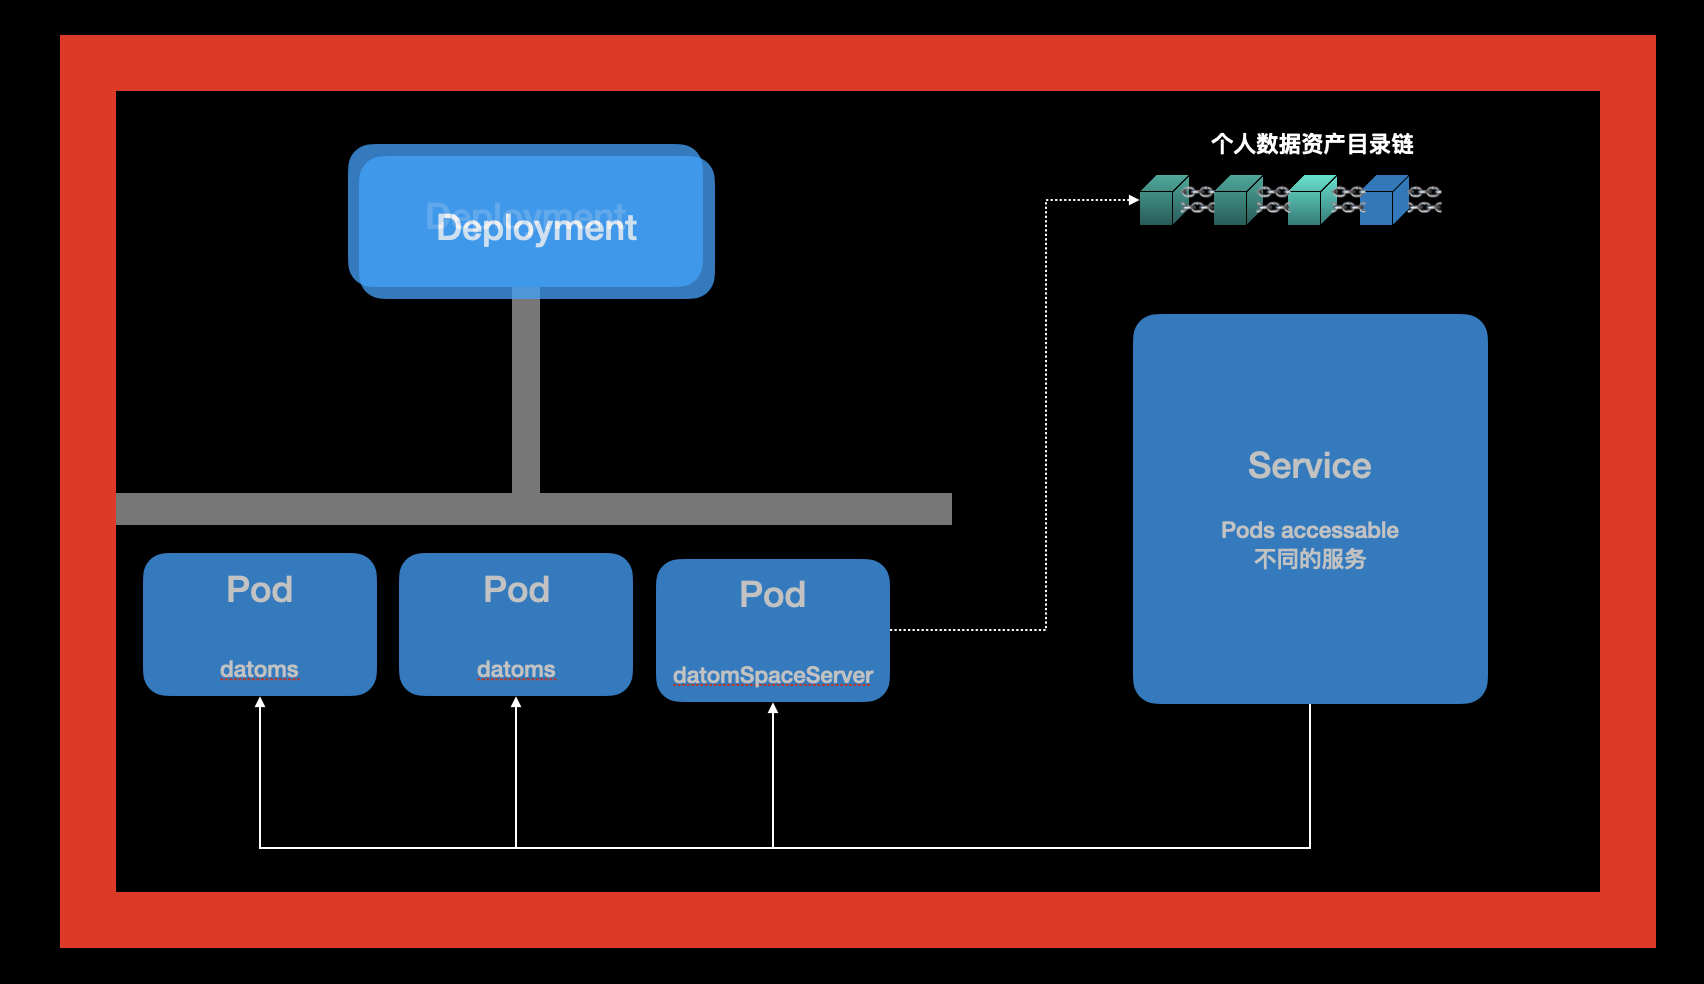 个人数据资产目录链
Deployment
Deployment
Service
Pods accessable
不同的服务
Pod
datoms
Pod
datoms
Pod
datomSpaceServer